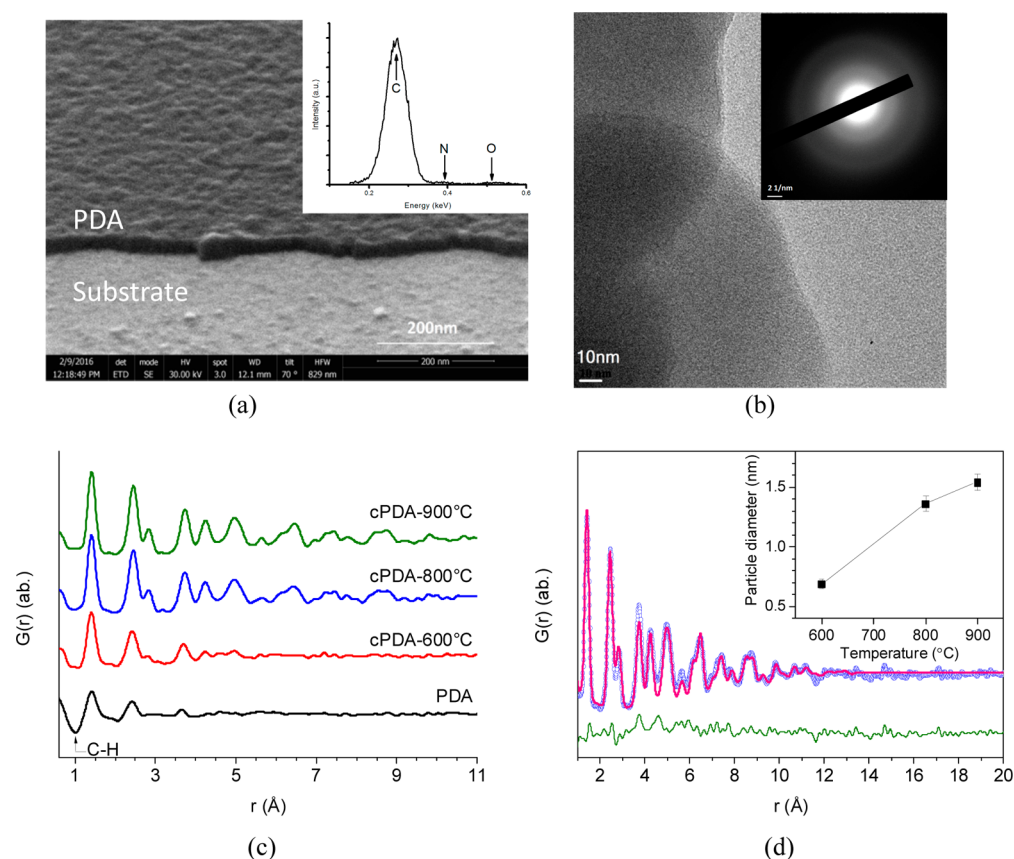 Intensity (a.u.)
C
N
O
0.2
0.4
0.6
Energy (keV)
PDA
Substrate
200nm
2/9/2016 det mode HV spot WD tilt HFW
12:18:49 PM ETD SE 30.00 kV 3.0 12.1 mm 70 ° 829 nm
200 nm
(a)
2 1/nm
10nm
10 nm
(b)
G(r) (ab.)
cPDA-900°C
cPDA-800°C
cPDA-600°C
PDA
C-H
1 3 5 7 9 11
r (Å)
(c)
G(r) (ab.)
Particle diameter (nm)
1.5
1.0
0.5
600 700 800 900
Temperature (°C)
2 4 6 8 10 12 14 16 18 20
r (Å)
(d)